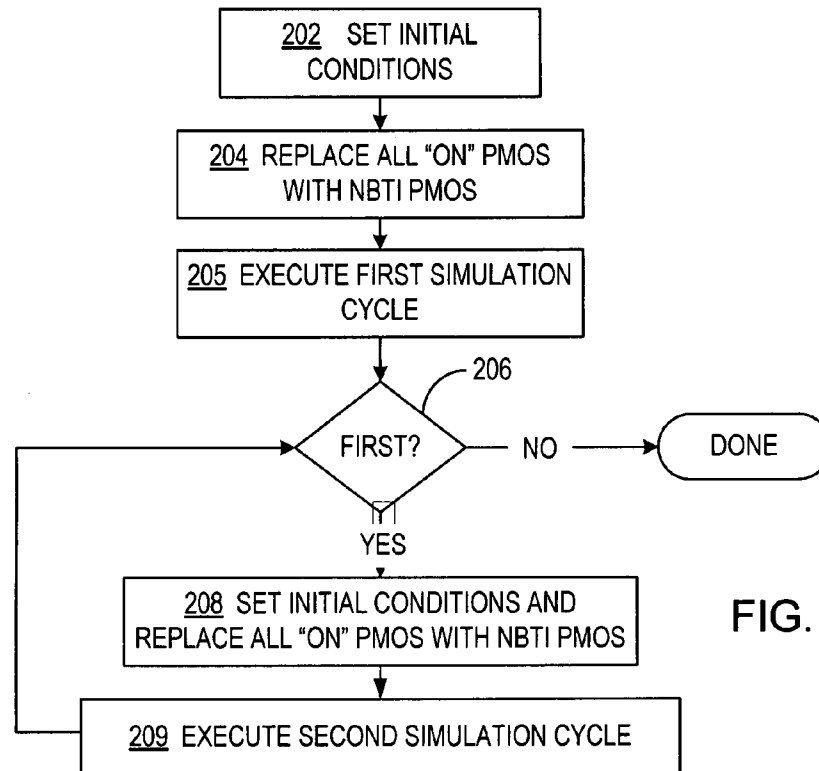 202 SET INITIAL
CONDITIONS
204 REPLACE ALL “ON” PMOS
WITH NBTI PMOS
205 EXECUTE FIRST SIMULATION
CYCLE
206
FIRST?
NO
DONE
YES
208 SET INITIAL CONDITIONS AND
REPLACE ALL “ON” PMOS WITH NBTI PMOS
FIG.
209 EXECUTE SECOND SIMULATION CYCLE